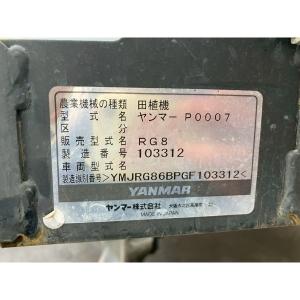 農業機械の種類 田植機
型式名 ヤンマー P0007
区分
販売型式名 RG8
製造番号 103312
車両型式名
製造識別番号 >YMJRG86BPGF103312<
YANMAR
ヤンマー株式会社
MADE IN JAPAN